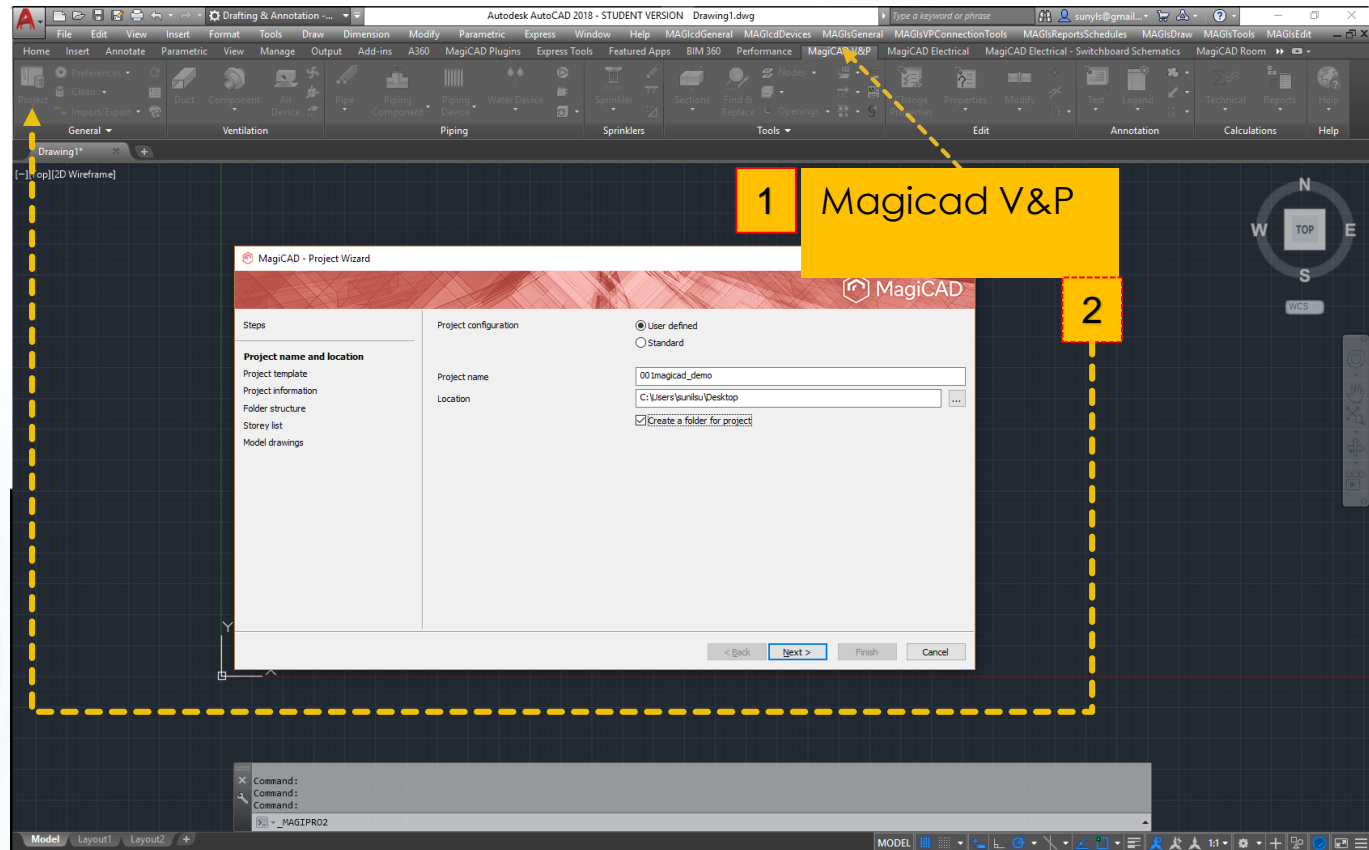 Drafting & Annotation -...
Autodesk AutoCAD 2018 - STUDENT VERSION Drawing1.dwg
Type a keyword or phrase
sunyls@gmail...
File Edit View Insert Format Tools Draw Dimension Modify Parametric Express Window Help MAGIcdGeneral MAGIcdDevices MAGIsGeneral MAGIsVPConnectionTools MAGIsReportsSchedules MAGIsDraw MAGIsTools MAGIsEdit
Home Insert Annotate Parametric View Manage Output Add-ins A360 MagiCAD Plugins Express Tools Featured Apps BIM 360 Performance MagiCAD V&P MagiCAD Electrical MagiCAD Electrical - Switchboard Schematics MagiCAD Room
Preferences
Clean
Import/Export
Project
Duct
Component
Air Device
Pipe
Piping Component
Piping Device
Water Device
Sprinkler
Sections
Find & Replace
Nodes
Openings
Change Properties
Properties
Modify
Text
Legend
Technical
Reports
Help
General Ventilation Piping Sprinklers Tools Edit Annotation Calculations Help
Drawing1*
[−][Top][2D Wireframe]
1
Magicad V&P
2
N
W TOP E
S
WCS
MagiCAD - Project Wizard
MagiCAD
Steps
Project name and location
Project template
Project information
Folder structure
Storey list
Model drawings
Project configuration
User defined
Standard
Project name
001magicad_demo
Location
C:\Users\sunilsu\Desktop
...
Create a folder for project
< Back Next > Finish Cancel
Y
Command:
Command:
Command:
_MAGIPRO2
Model Layout1 Layout2 +
MODEL
1:1